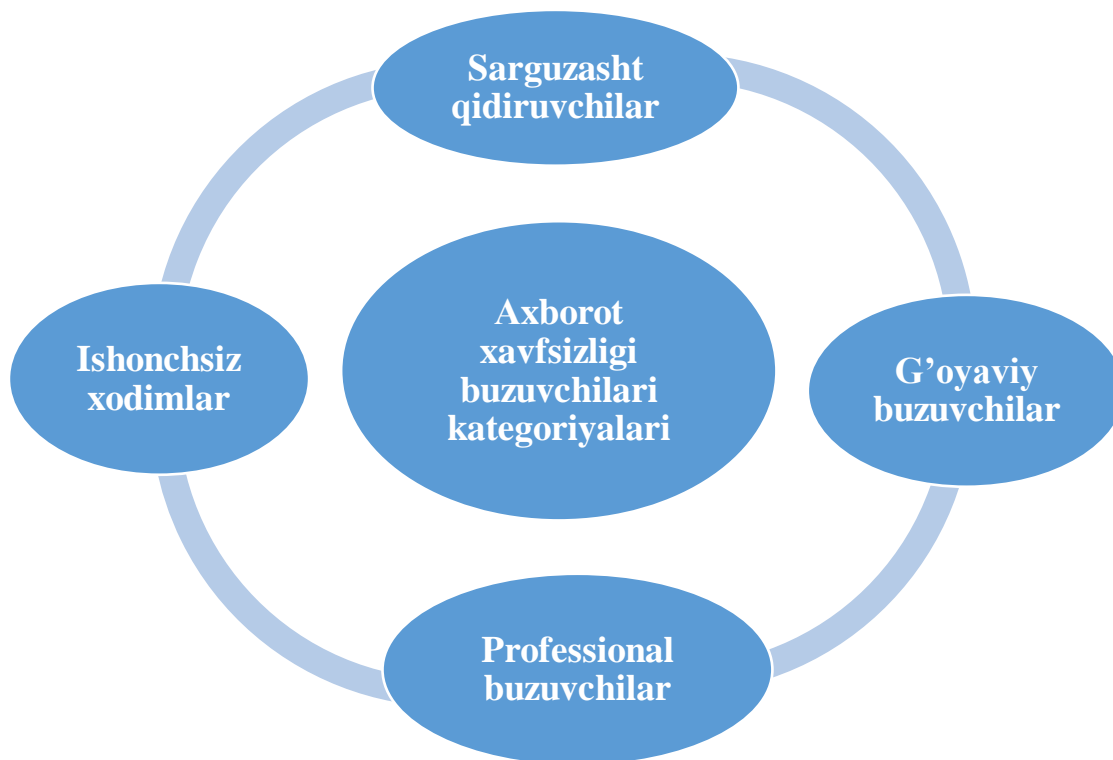 Sarguzasht
qidiruvchilar
Axborot
xavfsizligi
buzuvchilari
kategoriyalari
Ishonchsiz
xodimlar
G’oyaviy
buzuvchilar
Professional
buzuvchilar